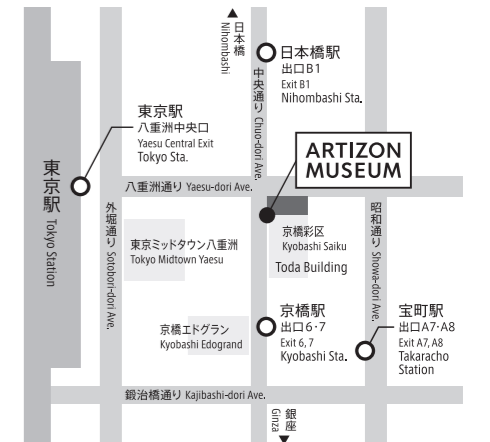 日本橋
Nihombashi
日本橋駅
出口B1
Exit B1
Nihombashi Sta.
中央通り Chuo-dori Ave.
東京駅
八重洲中央口
Yaesu Central Exit
Tokyo Sta.
ARTIZON
MUSEUM
東京駅 Tokyo Station
八重洲通り Yaesu-dori Ave.
外堀通り Sotobori-dori Ave.
東京ミッドタウン八重洲
Tokyo Midtown Yaesu
京橋彩区
Kyobashi Saiku
Toda Building
昭和通り Showa-dori Ave.
京橋エドグラン
Kyobashi Edogrand
京橋駅
出口6・7
Exit 6, 7
Kyobashi Sta.
宝町駅
出口A7・A8
Exit A7, A8
Takaracho
Station
鍛治橋通り Kajibashi-dori Ave.
銀座
Ginza